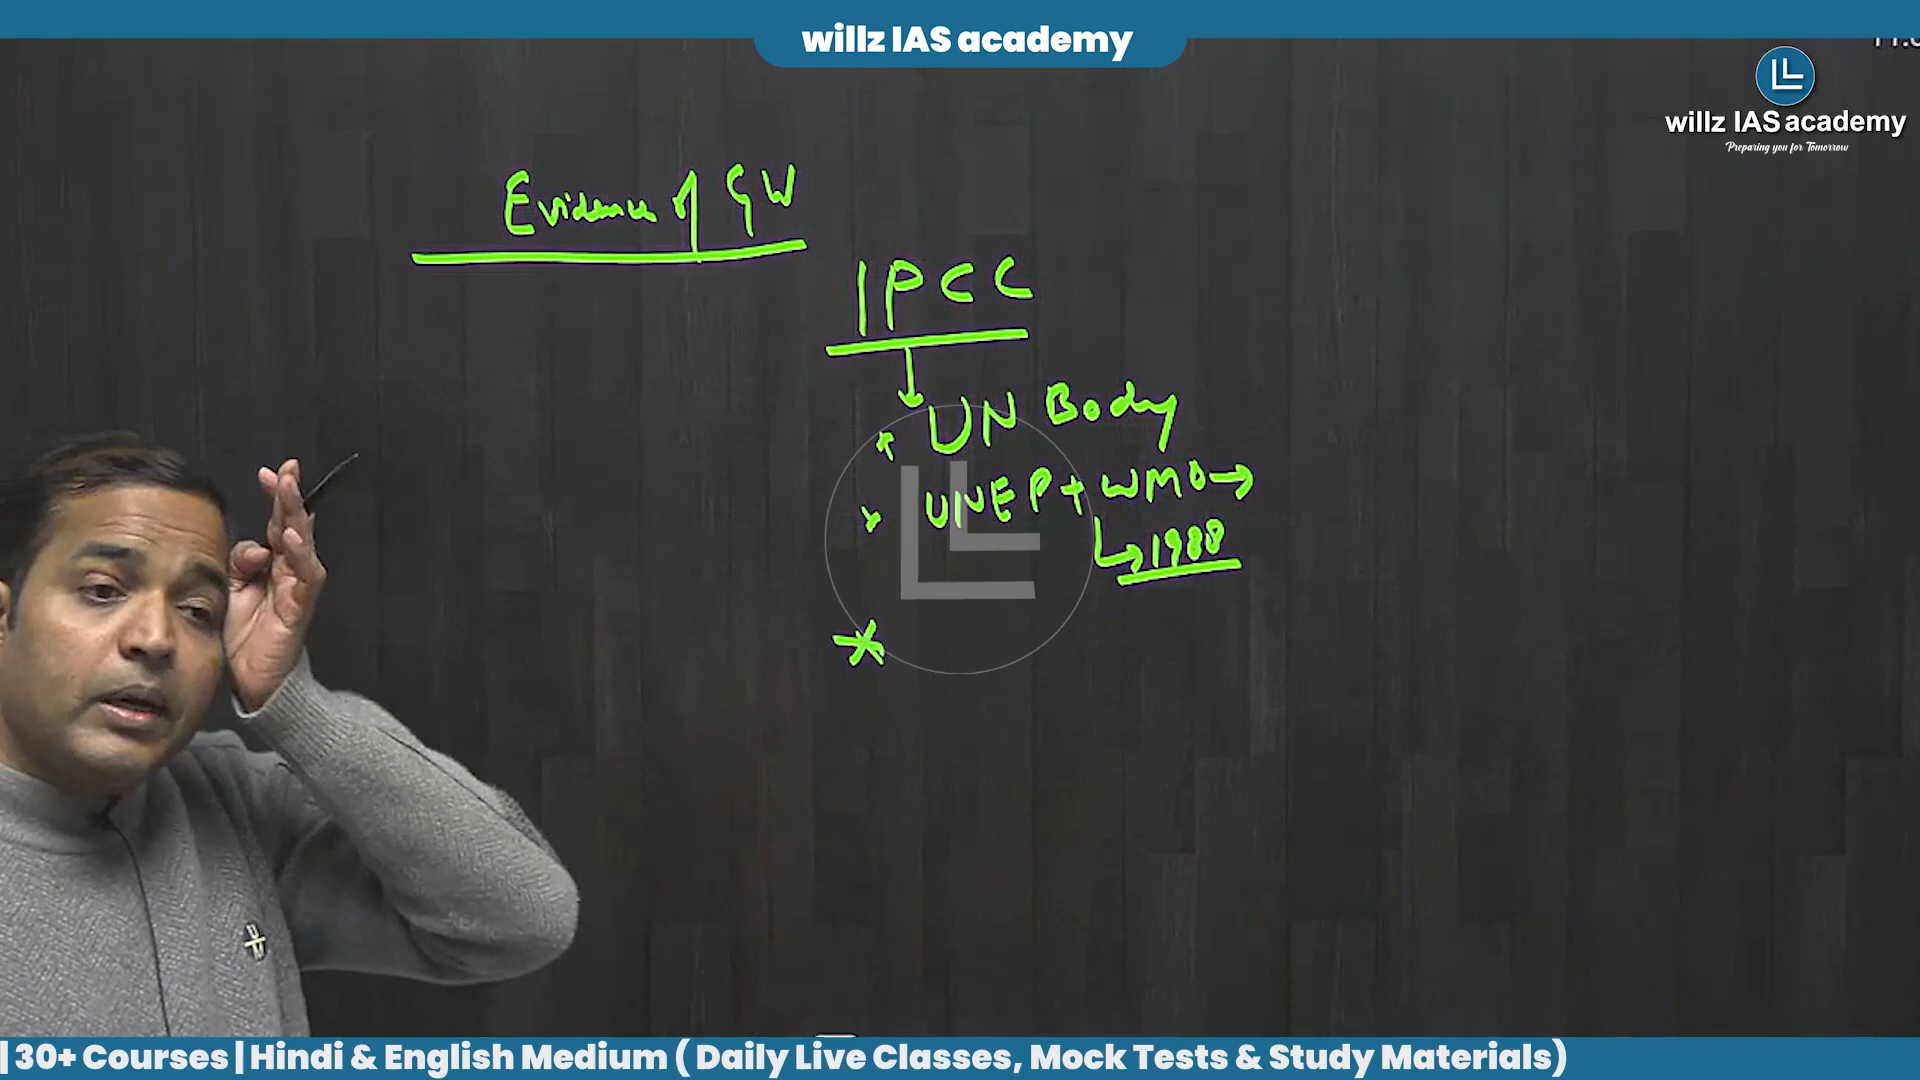 willz IAS academy
willz IAS academy
Preparing you for Tomorrow
Evidence of GW
IPCC
* UN Body
* UNEP + WMO →
↳ 1988
*
| 30+ Courses | Hindi & English Medium ( Daily Live Classes, Mock Tests & Study Materials)